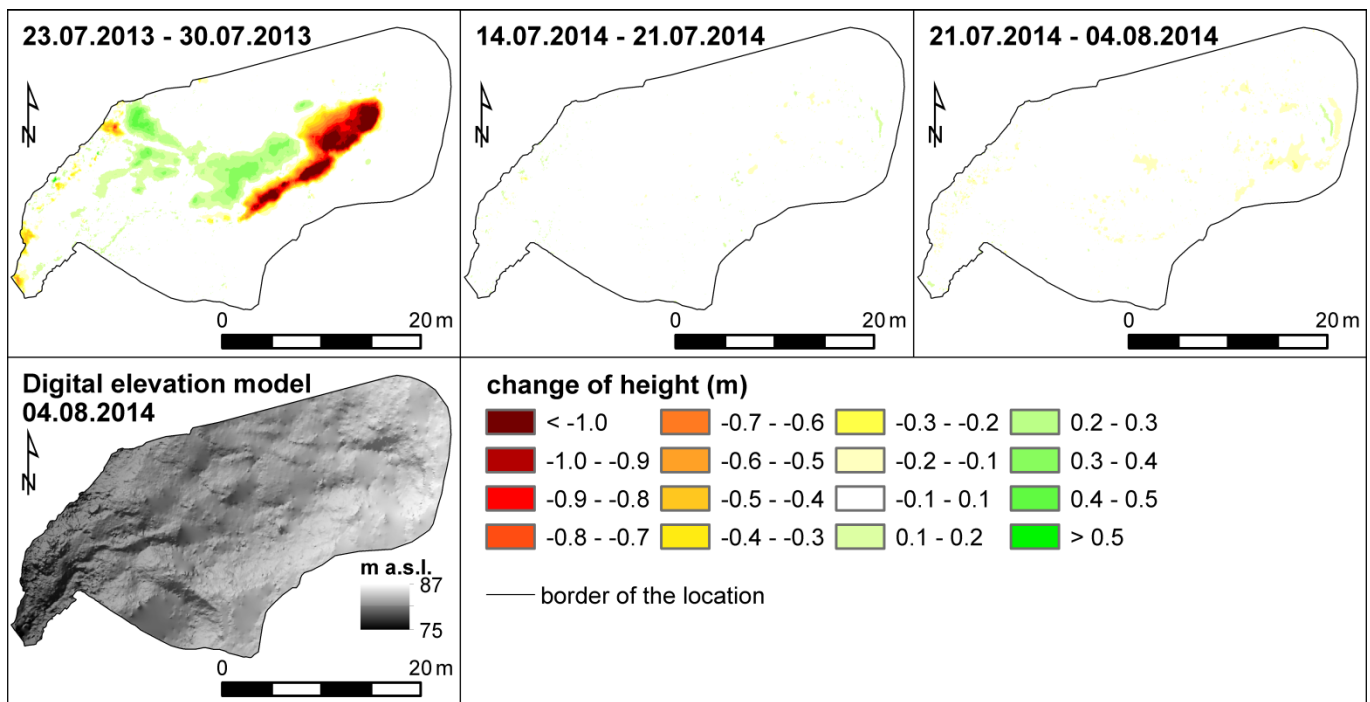 23.07.2013 - 30.07.2013
N
0 20 m
14.07.2014 - 21.07.2014
N
0 20 m
21.07.2014 - 04.08.2014
N
0 20 m
Digital elevation model
04.08.2014
N
m a.s.l.
87
75
0 20 m
change of height (m)
< -1.0 -0.7 - -0.6 -0.3 - -0.2 0.2 - 0.3
-1.0 - -0.9 -0.6 - -0.5 -0.2 - -0.1 0.3 - 0.4
-0.9 - -0.8 -0.5 - -0.4 -0.1 - 0.1 0.4 - 0.5
-0.8 - -0.7 -0.4 - -0.3 0.1 - 0.2 > 0.5
border of the location